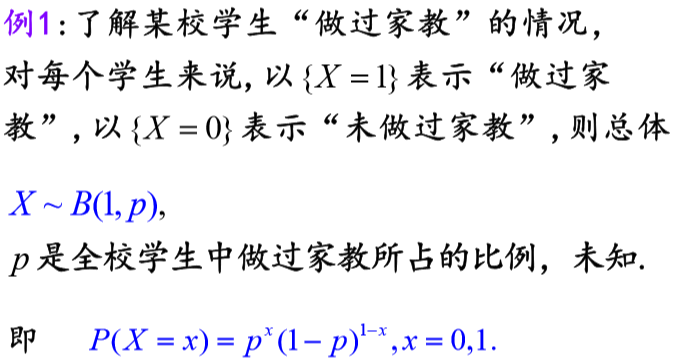 例1：了解某校学生“做过家教”的情况，
对每个学生来说, 以 {X = 1} 表示“做过家
教”, 以 {X = 0} 表示“未做过家教”, 则总体
X ~ B(1, p),
p 是全校学生中做过家教所占的比例，未知.
即 P(X = x) = pˣ(1 − p)¹⁻ˣ, x = 0,1.